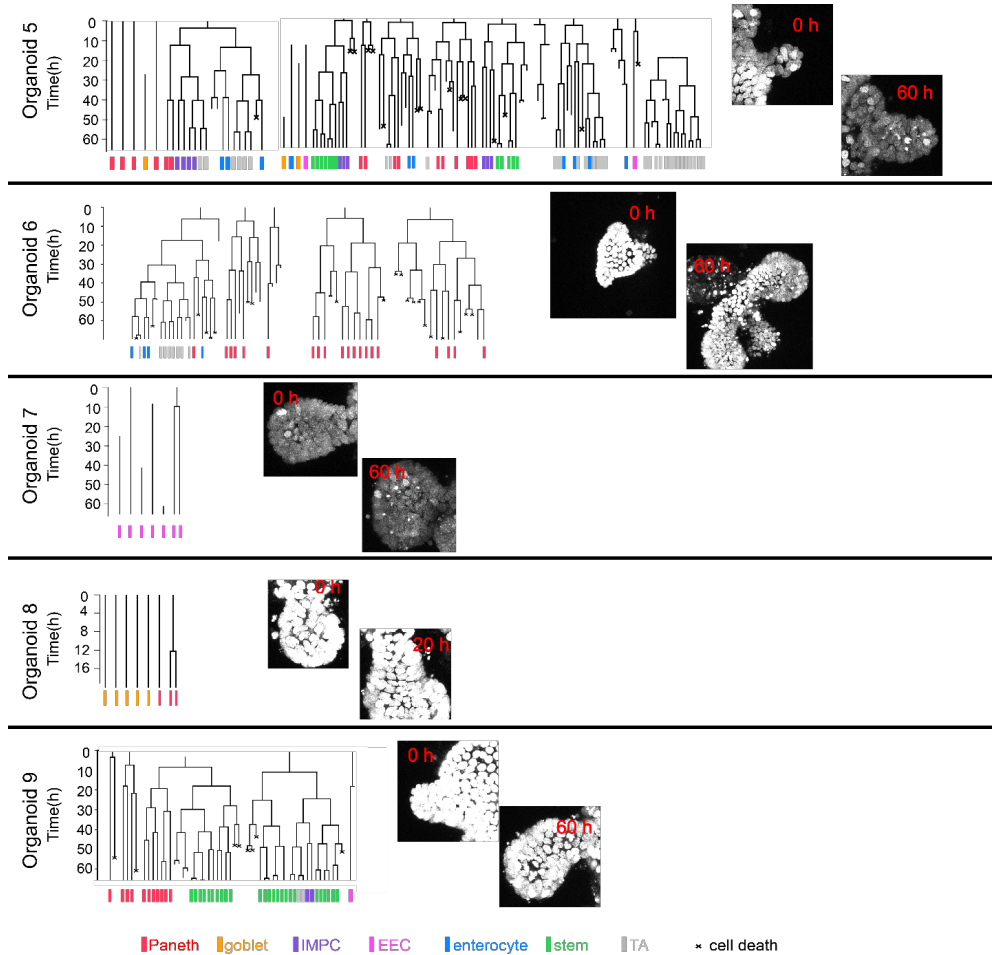 Organoid 5
Time(h)
0
10
20
30
40
50
60
0 h
60 h
Organoid 6
Time(h)
0
10
20
30
40
50
60
0 h
60 h
Organoid 7
Time(h)
0
10
20
30
40
50
60
0 h
60 h
Organoid 8
Time(h)
0
4
8
12
16
0 h
20 h
Organoid 9
Time(h)
0
10
20
30
40
50
60
0 h
60 h
Paneth goblet IMPC EEC enterocyte stem TA × cell death